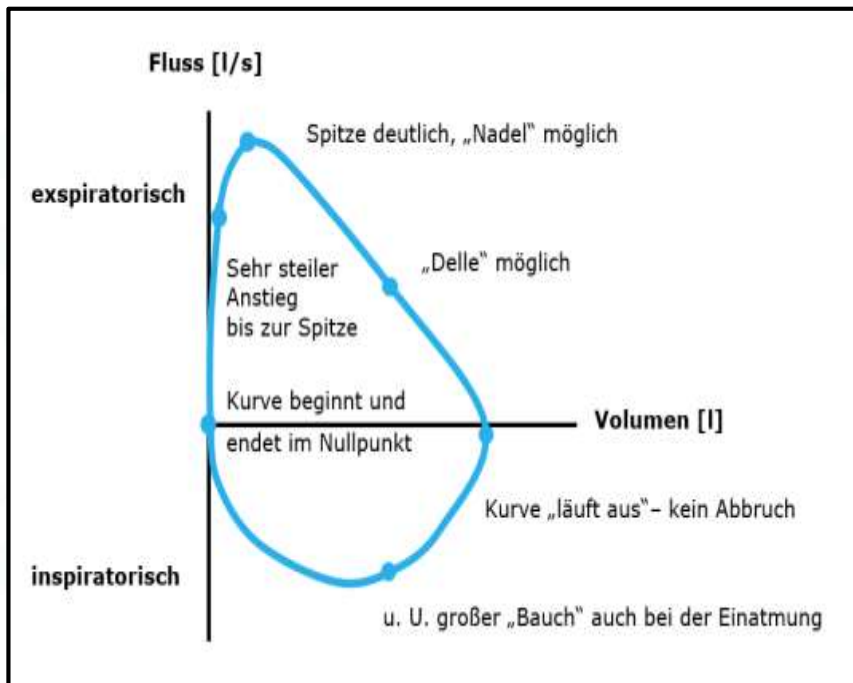 Fluss [l/s]
Spitze deutlich, „Nadel“ möglich
exspiratorisch
„Delle“ möglich
Sehr steiler
Anstieg
bis zur Spitze
Kurve beginnt und
endet im Nullpunkt
Volumen [l]
Kurve „läuft aus“– kein Abbruch
inspiratorisch
u. U. großer „Bauch“ auch bei der Einatmung